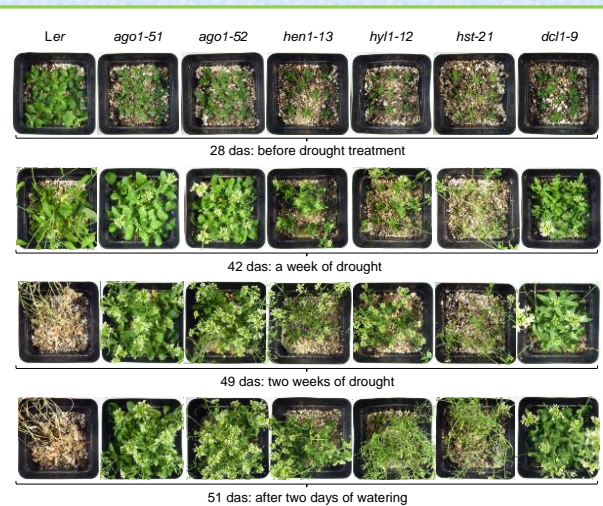 Ler ago1-51 ago1-52 hen1-13 hyl1-12 hst-21 dcl1-9
28 das: before drought treatment
42 das: a week of drought
49 das: two weeks of drought
51 das: after two days of watering